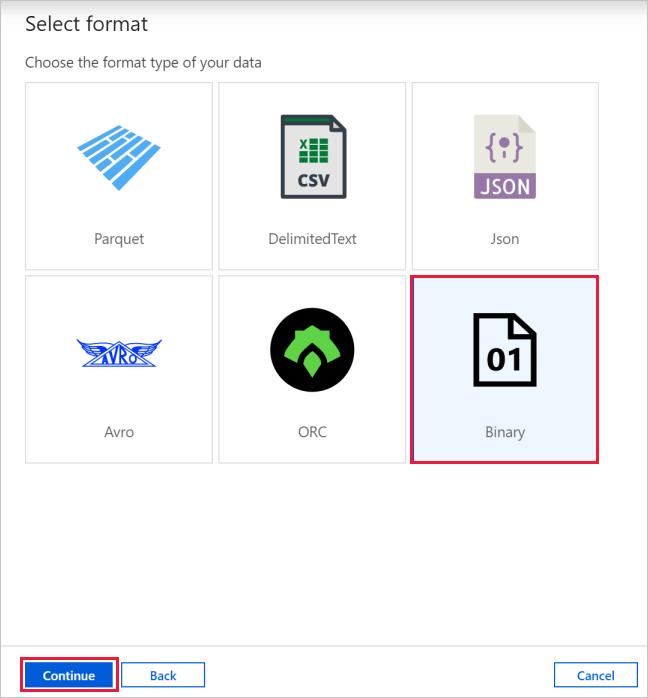 Select format
Choose the format type of your data
CSV
{ }
JSON
Parquet
DelimitedText
Json
AVRO
01
Avro
ORC
Binary
Continue
Back
Cancel